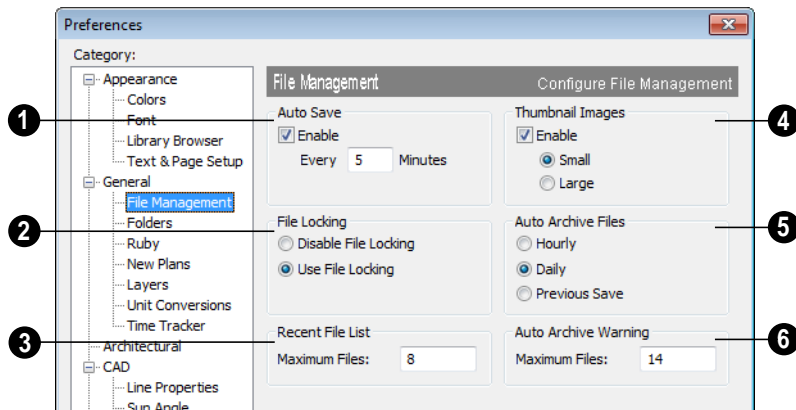 Preferences
Category:
Appearance
Colors
Font
Library Browser
Text & Page Setup
General
File Management
Folders
Ruby
New Plans
Layers
Unit Conversions
Time Tracker
Architectural
CAD
Line Properties
Sun Angle
File Management Configure File Management
1
Auto Save
Enable
Every 5 Minutes
4
Thumbnail Images
Enable
Small
Large
2
File Locking
Disable File Locking
Use File Locking
5
Auto Archive Files
Hourly
Daily
Previous Save
3
Recent File List
Maximum Files: 8
6
Auto Archive Warning
Maximum Files: 14